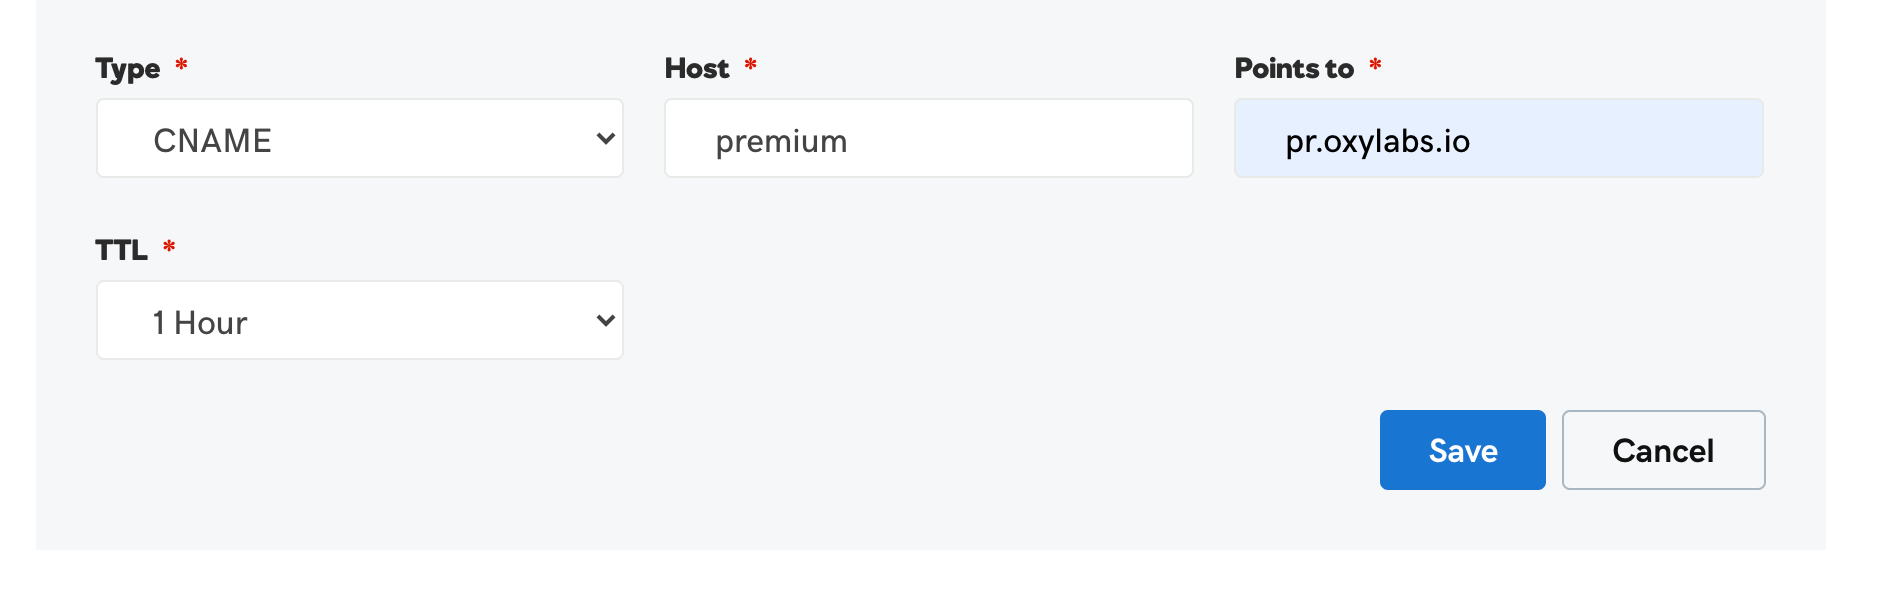 Type *
Host *
Points to *
CNAME
premium
pr.oxylabs.io
TTL *
1 Hour
Save
Cancel